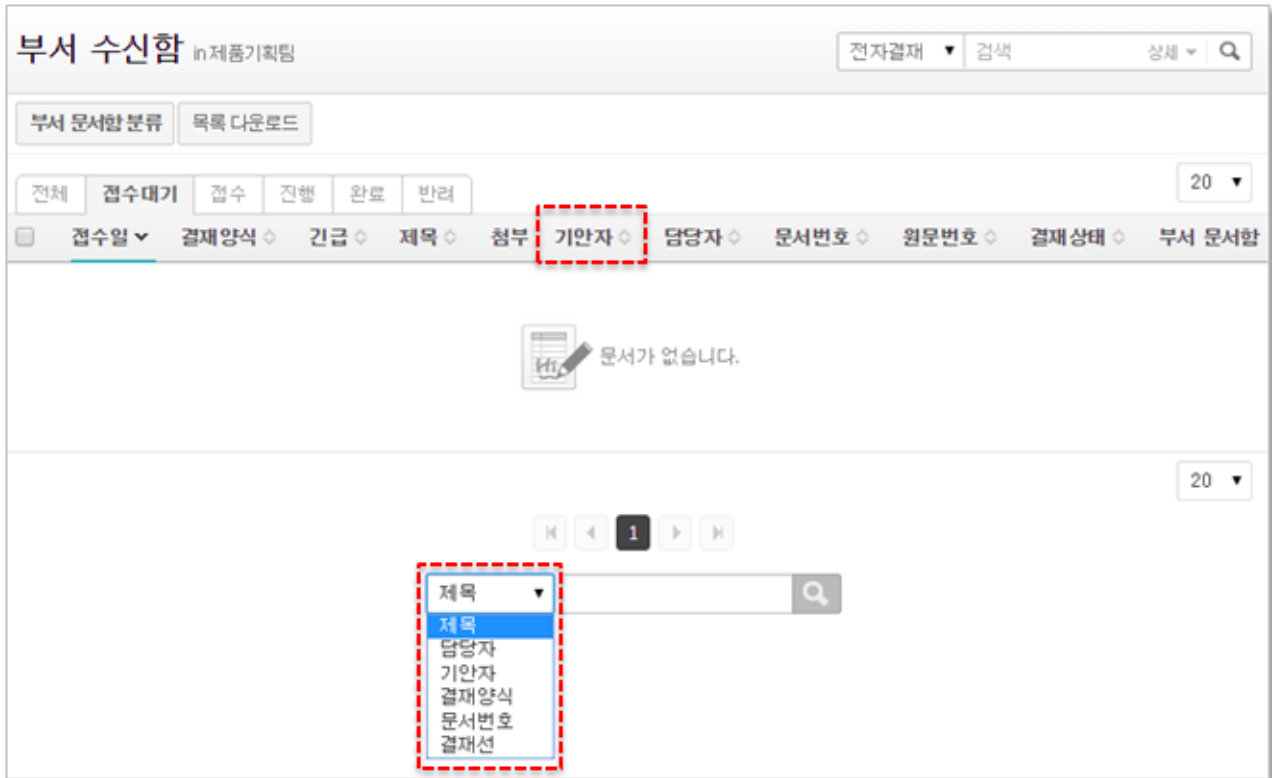 부서 수신함 in 제품기획팀
전자결재 검색 상세
부서 문서함 분류 목록 다운로드
20
전체 접수대기 접수 진행 완료 반려
접수일 결재양식 긴급 제목 첨부 기안자 담당자 문서번호 원문번호 결재상태 부서 문서함
문서가 없습니다.
20
1
제목
제목
담당자
기안자
결재양식
문서번호
결재선